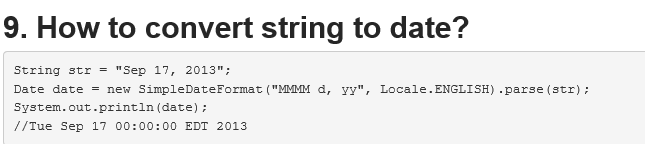 9. How to convert string to date?
String str = "Sep 17, 2013";
Date date = new SimpleDateFormat("MMMM d, yy", Locale.ENGLISH).parse(str);
System.out.println(date);
//Tue Sep 17 00:00:00 EDT 2013